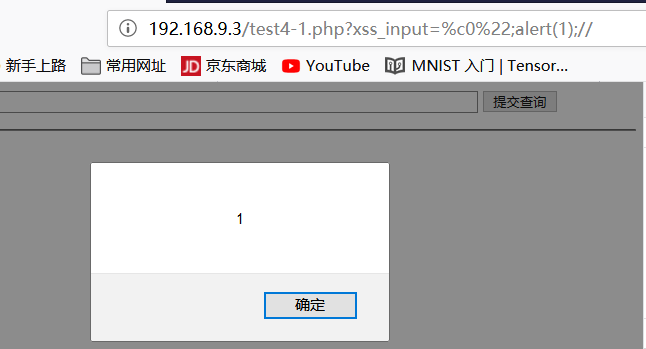 192.168.9.3/test4-1.php?xss_input=%c0%22;alert(1);//
新手上路 常用网址 JD 京东商城 YouTube MNIST 入门 | Tensor...
提交查询
1
确定